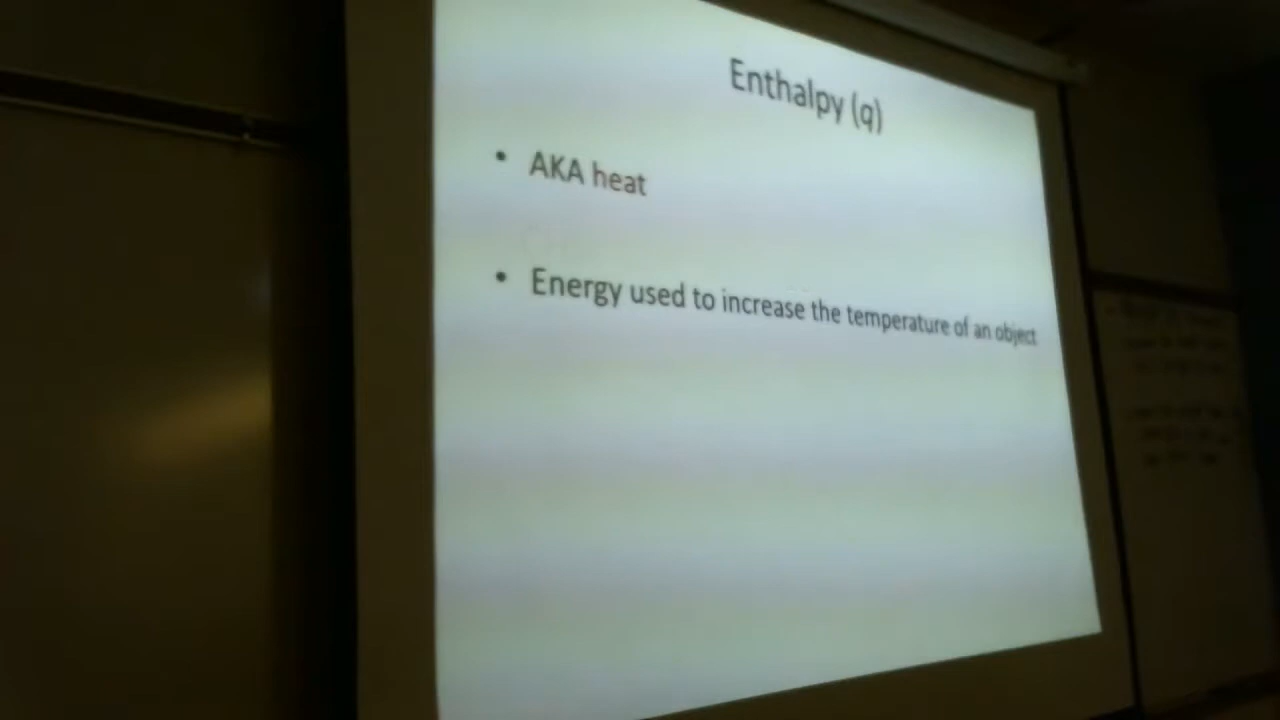 Enthalpy (q)
• AKA heat
• Energy used to increase the temperature of an object